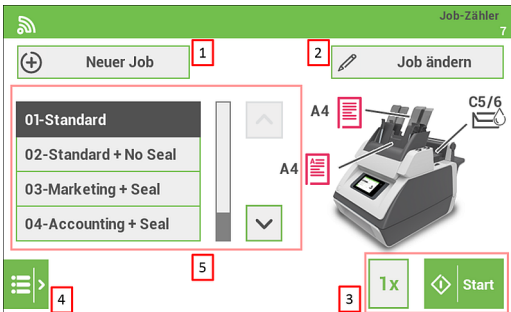 Job-Zähler
7
1
2
Neuer Job
Job ändern
01-Standard
02-Standard + No Seal
03-Marketing + Seal
04-Accounting + Seal
A4
C5/6
A4
5
4
3
1x
Start